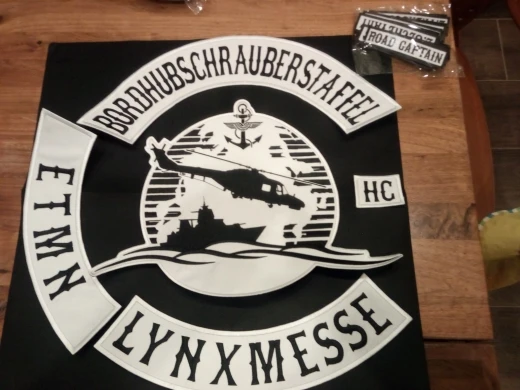 BORDHUBSCHRAUBERSTAFFEL
ETMN
HC
LYNXMESSE
ROAD CAPTAIN